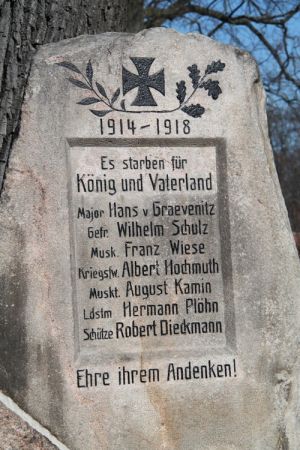 1914-1918
Es starben für
König und Vaterland
Major Hans v Graevenitz
Gefr. Wilhelm Schulz
Musk. Franz Wiese
Kriegsfw. Albert Hochmuth
Muskt. August Kamin
Ldstm Hermann Plöhn
Schütze Robert Dieckmann
Ehre ihrem Andenken!